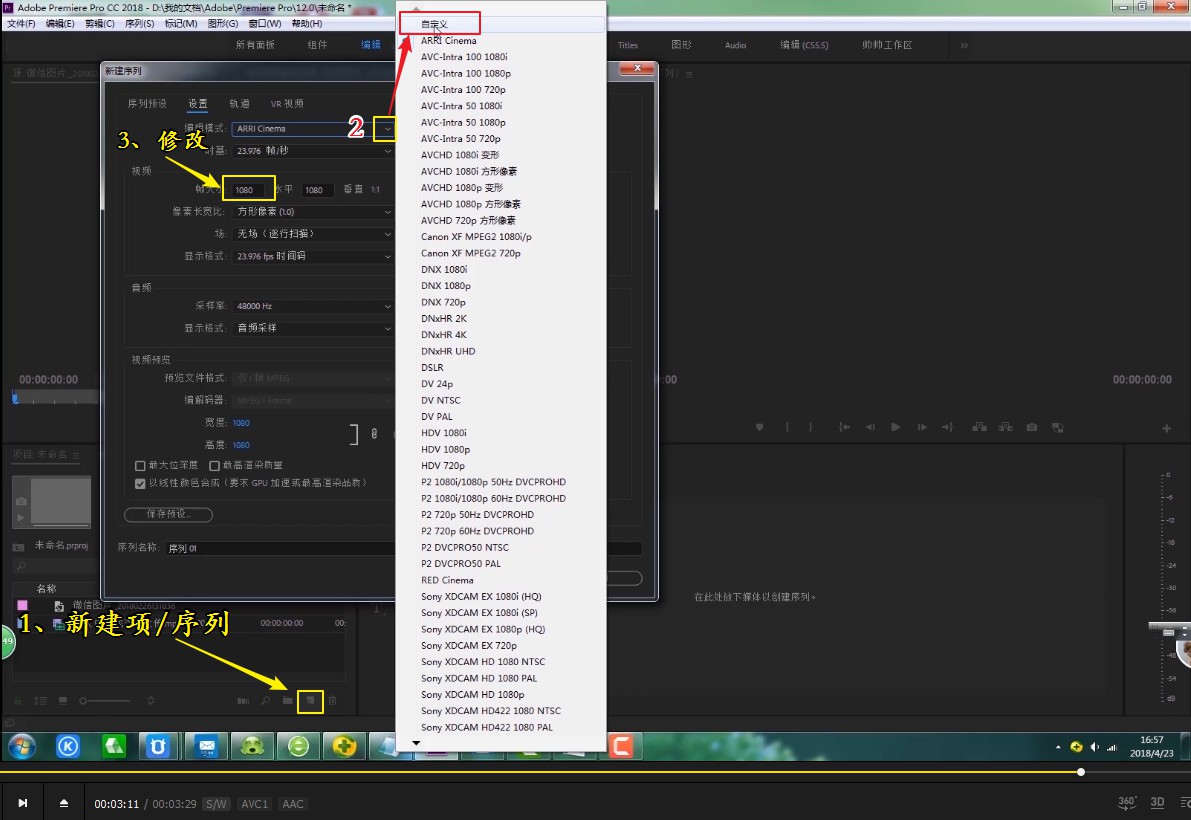 Adobe Premiere Pro CC 2018 - D:\我的文档\Adobe\Premiere Pro\12.0\未命名 *
文件(F) 编辑(E) 剪辑(C) 序列(S) 标记(M) 图形(G) 窗口(W) 帮助(H)
所有面板 组件 编辑 Titles 图形 Audio 编辑 (CS5.5) 帅帅工作区 »
新建序列
序列预设 设置 轨道 VR 视频
编辑模式: ARRI Cinema
2
3、修改
时基: 23.976 帧/秒
视频
帧大小: 1080 水平 1080 垂直 1:1
像素长宽比: 方形像素 (1.0)
场: 无场（逐行扫描）
显示格式: 23.976 fps 时间码
音频
采样率: 48000 Hz
显示格式: 音频采样
视频预览
预览文件格式: 仅 I 帧 MPEG
编解码器: MPEG I-Frame
宽度: 1080
高度: 1080
最大位深度 最高渲染质量
以线性颜色合成（要求 GPU 加速或最高渲染品质）
保存预设...
序列名称: 序列 01
自定义
ARRI Cinema
AVC-Intra 100 1080i
AVC-Intra 100 1080p
AVC-Intra 100 720p
AVC-Intra 50 1080i
AVC-Intra 50 1080p
AVC-Intra 50 720p
AVCHD 1080i 变形
AVCHD 1080i 方形像素
AVCHD 1080p 变形
AVCHD 1080p 方形像素
AVCHD 720p 方形像素
Canon XF MPEG2 1080i/p
Canon XF MPEG2 720p
DNX 1080i
DNX 1080p
DNX 720p
DNxHR 2K
DNxHR 4K
DNxHR UHD
DSLR
DV 24p
DV NTSC
DV PAL
HDV 1080i
HDV 1080p
HDV 720p
P2 1080i/1080p 50Hz DVCPROHD
P2 1080i/1080p 60Hz DVCPROHD
P2 720p 50Hz DVCPROHD
P2 720p 60Hz DVCPROHD
P2 DVCPRO50 NTSC
P2 DVCPRO50 PAL
RED Cinema
Sony XDCAM EX 1080i (HQ)
Sony XDCAM EX 1080i (SP)
Sony XDCAM EX 1080p (HQ)
Sony XDCAM EX 720p
Sony XDCAM HD 1080 NTSC
Sony XDCAM HD 1080 PAL
Sony XDCAM HD 1080p
Sony XDCAM HD422 1080 NTSC
Sony XDCAM HD422 1080 PAL
00:00:00:00
:00
00:00:00:00
项目: 未命名
未命名.prproj
名称
1、新建项/序列
00:00:00:00 00:
在此处放下媒体以创建序列。
0
-6
-12
-18
-24
-30
-36
-48
-54
dB
49
16:57
2018/4/23
00:03:11 / 00:03:29 S/W AVC1 AAC
360° 3D